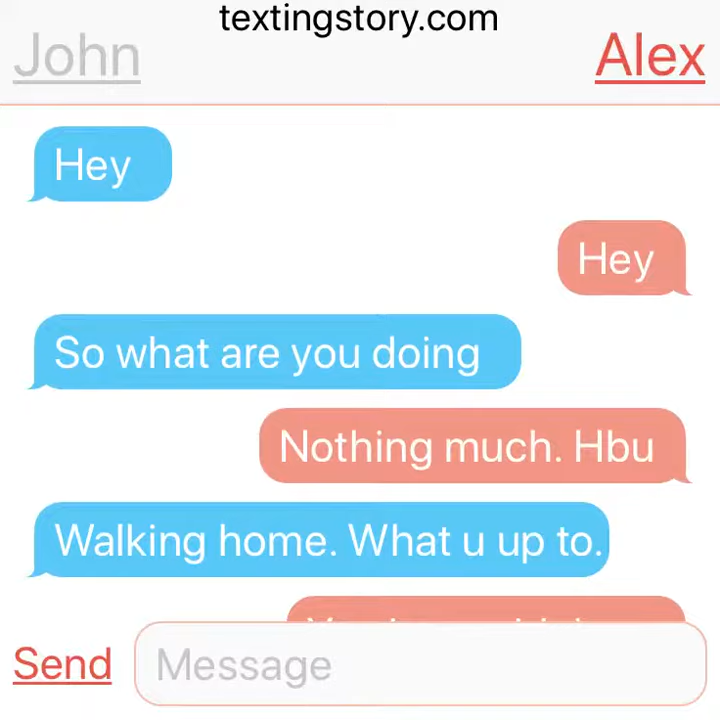 textingstory.com
John
Alex
Hey
Hey
So what are you doing
Nothing much. Hbu
Walking home. What u up to.
Send
Message